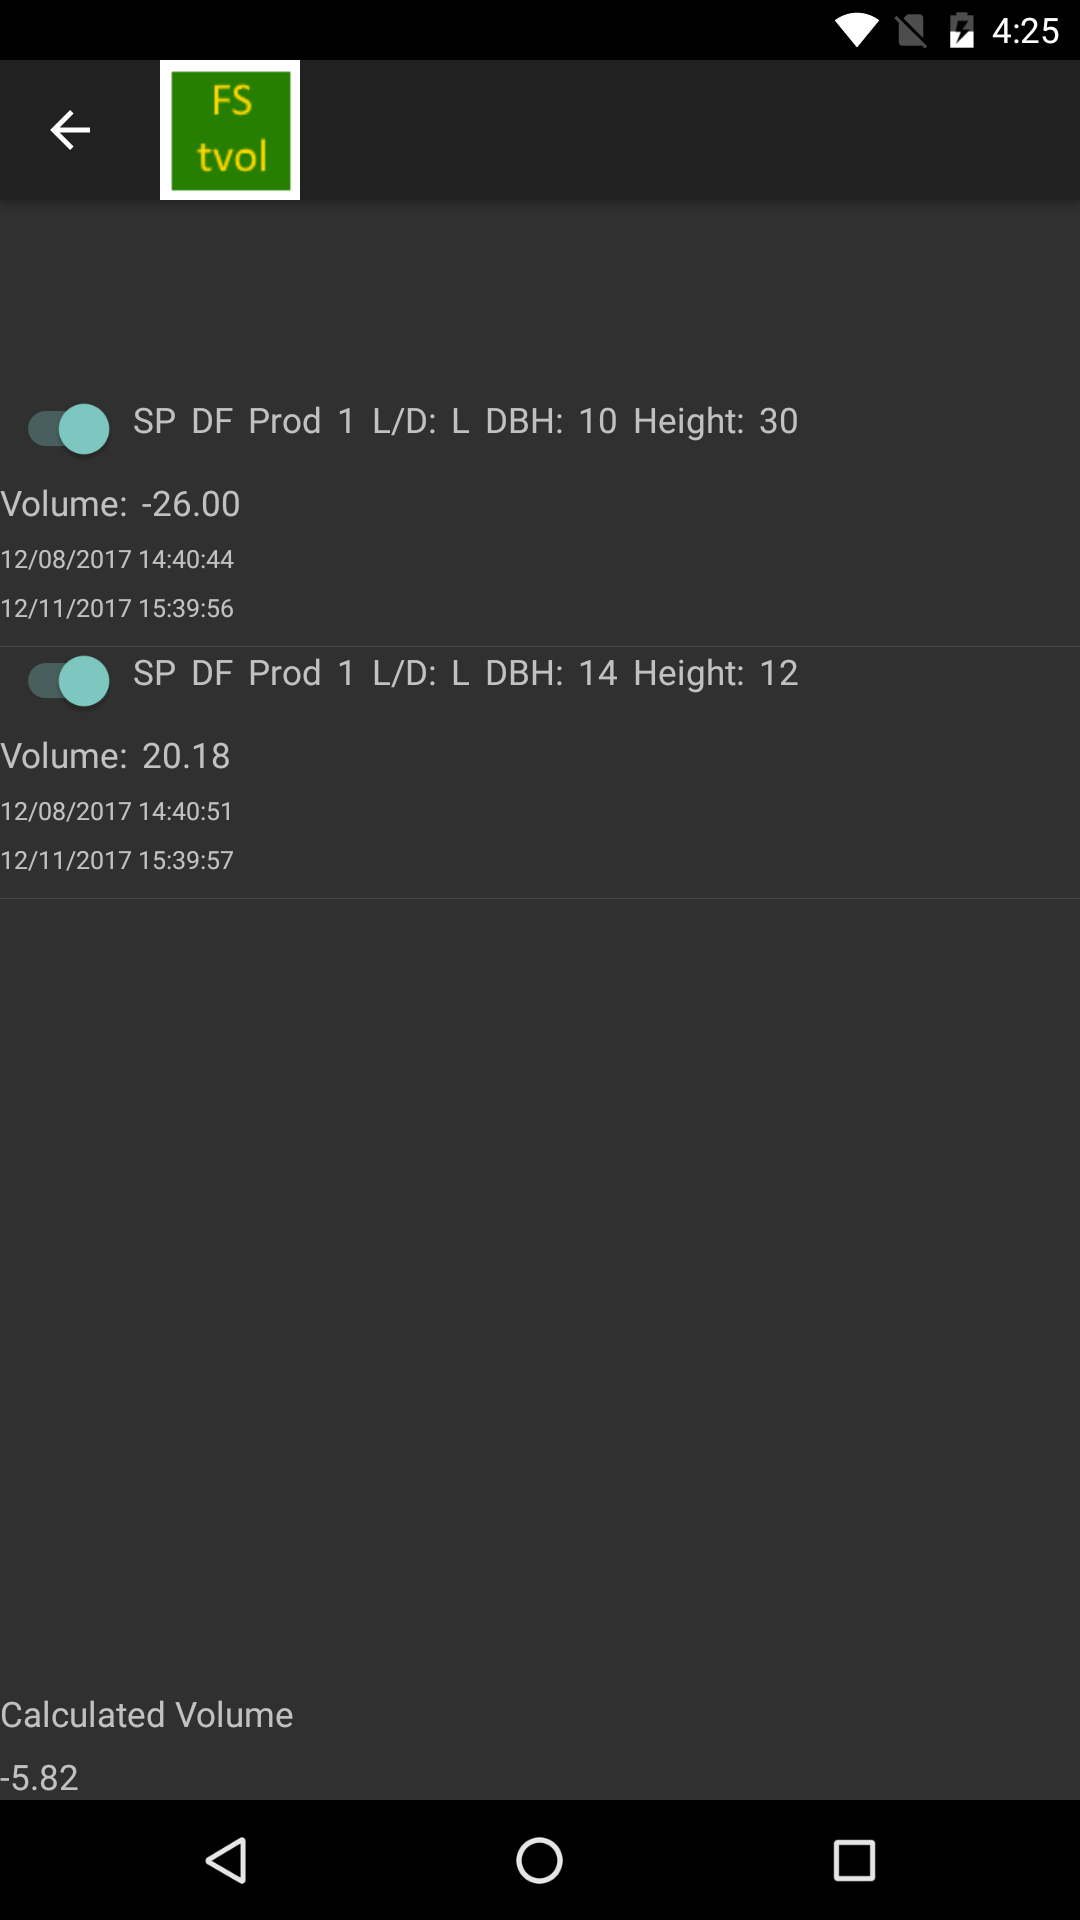 4:25
FS
tvol
SP DF Prod 1 L/D: L DBH: 10 Height: 30
Volume: -26.00
12/08/2017 14:40:44
12/11/2017 15:39:56
SP DF Prod 1 L/D: L DBH: 14 Height: 12
Volume: 20.18
12/08/2017 14:40:51
12/11/2017 15:39:57
Calculated Volume
-5.82